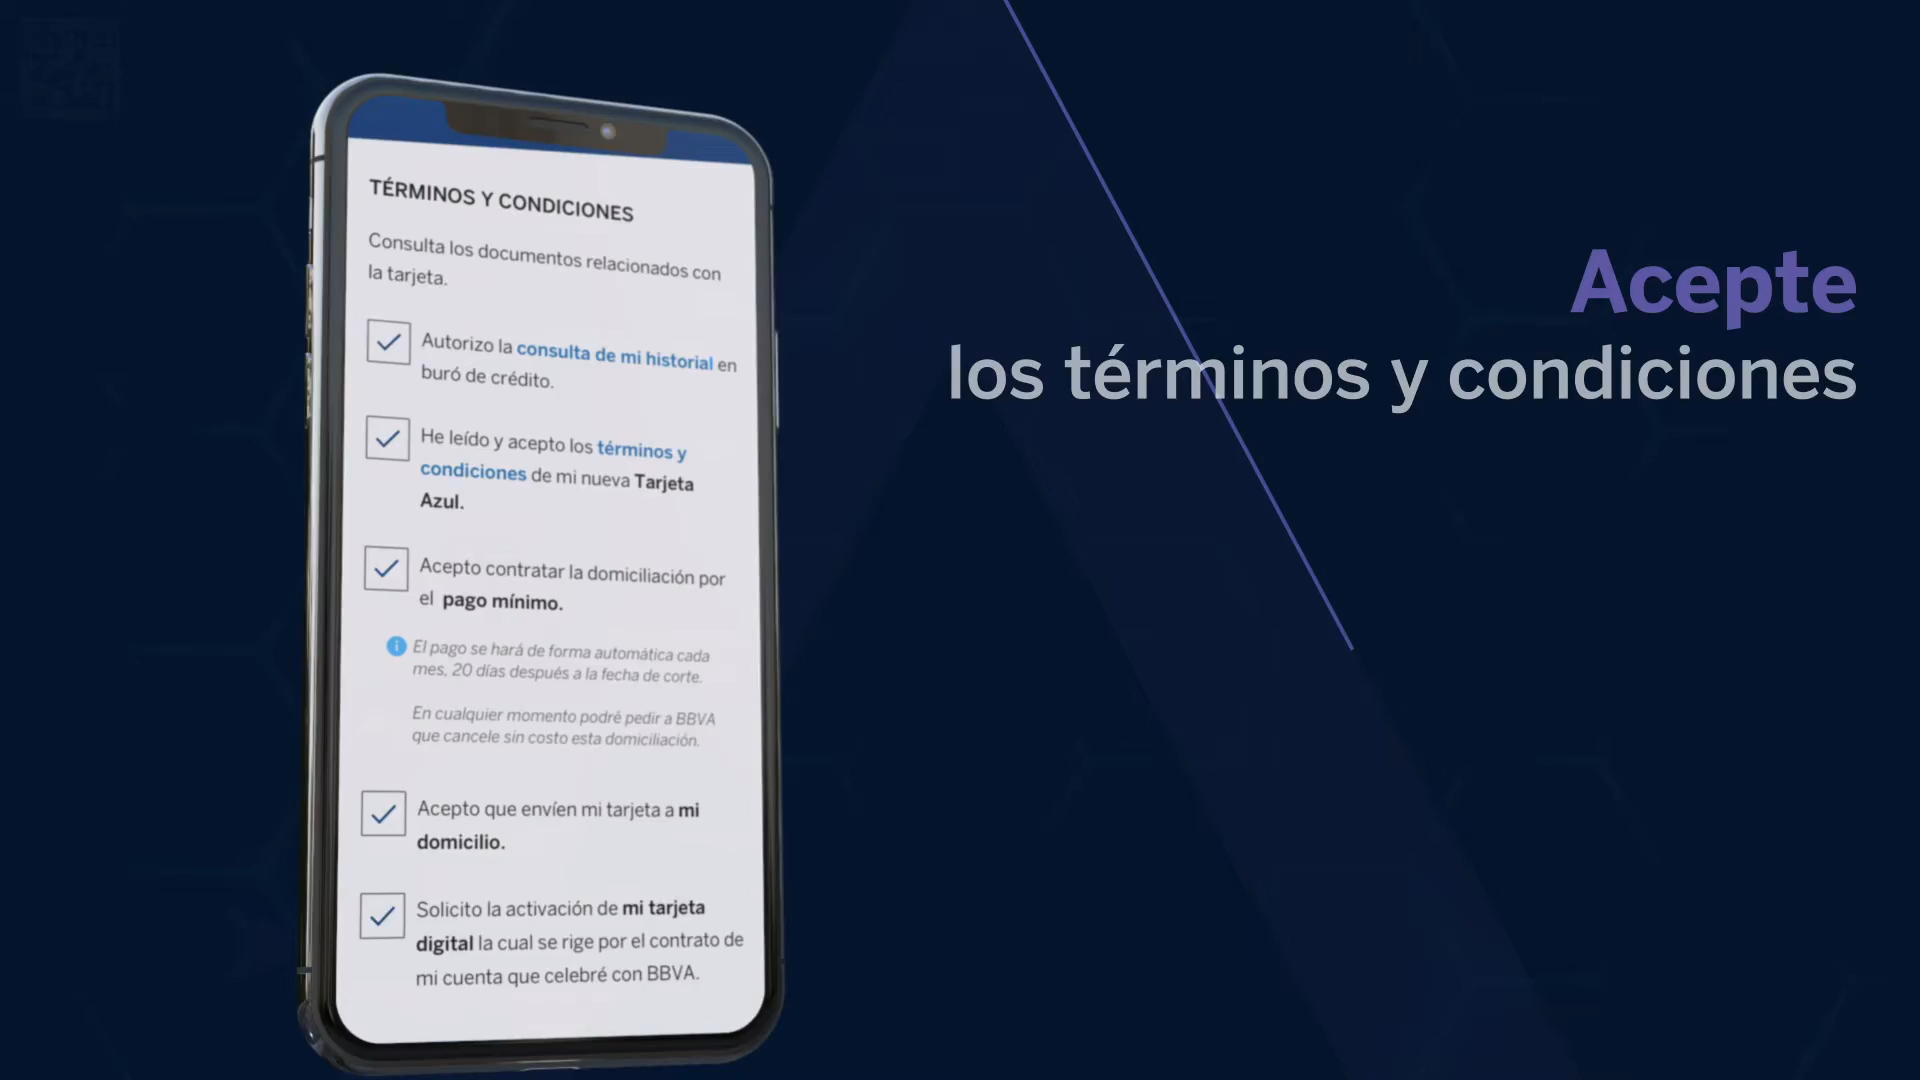 TÉRMINOS Y CONDICIONES
Consulta los documentos relacionados con
la tarjeta.
Autorizo la consulta de mi historial en
buró de crédito.
He leído y acepto los términos y
condiciones de mi nueva Tarjeta
Azul.
Acepto contratar la domiciliación por
el pago mínimo.
El pago se hará de forma automática cada
mes, 20 días después a la fecha de corte.
En cualquier momento podré pedir a BBVA
que cancele sin costo esta domiciliación.
Acepto que envíen mi tarjeta a mi
domicilio.
Solicito la activación de mi tarjeta
digital la cual se rige por el contrato de
mi cuenta que celebré con BBVA.
Acepte
los términos y condiciones